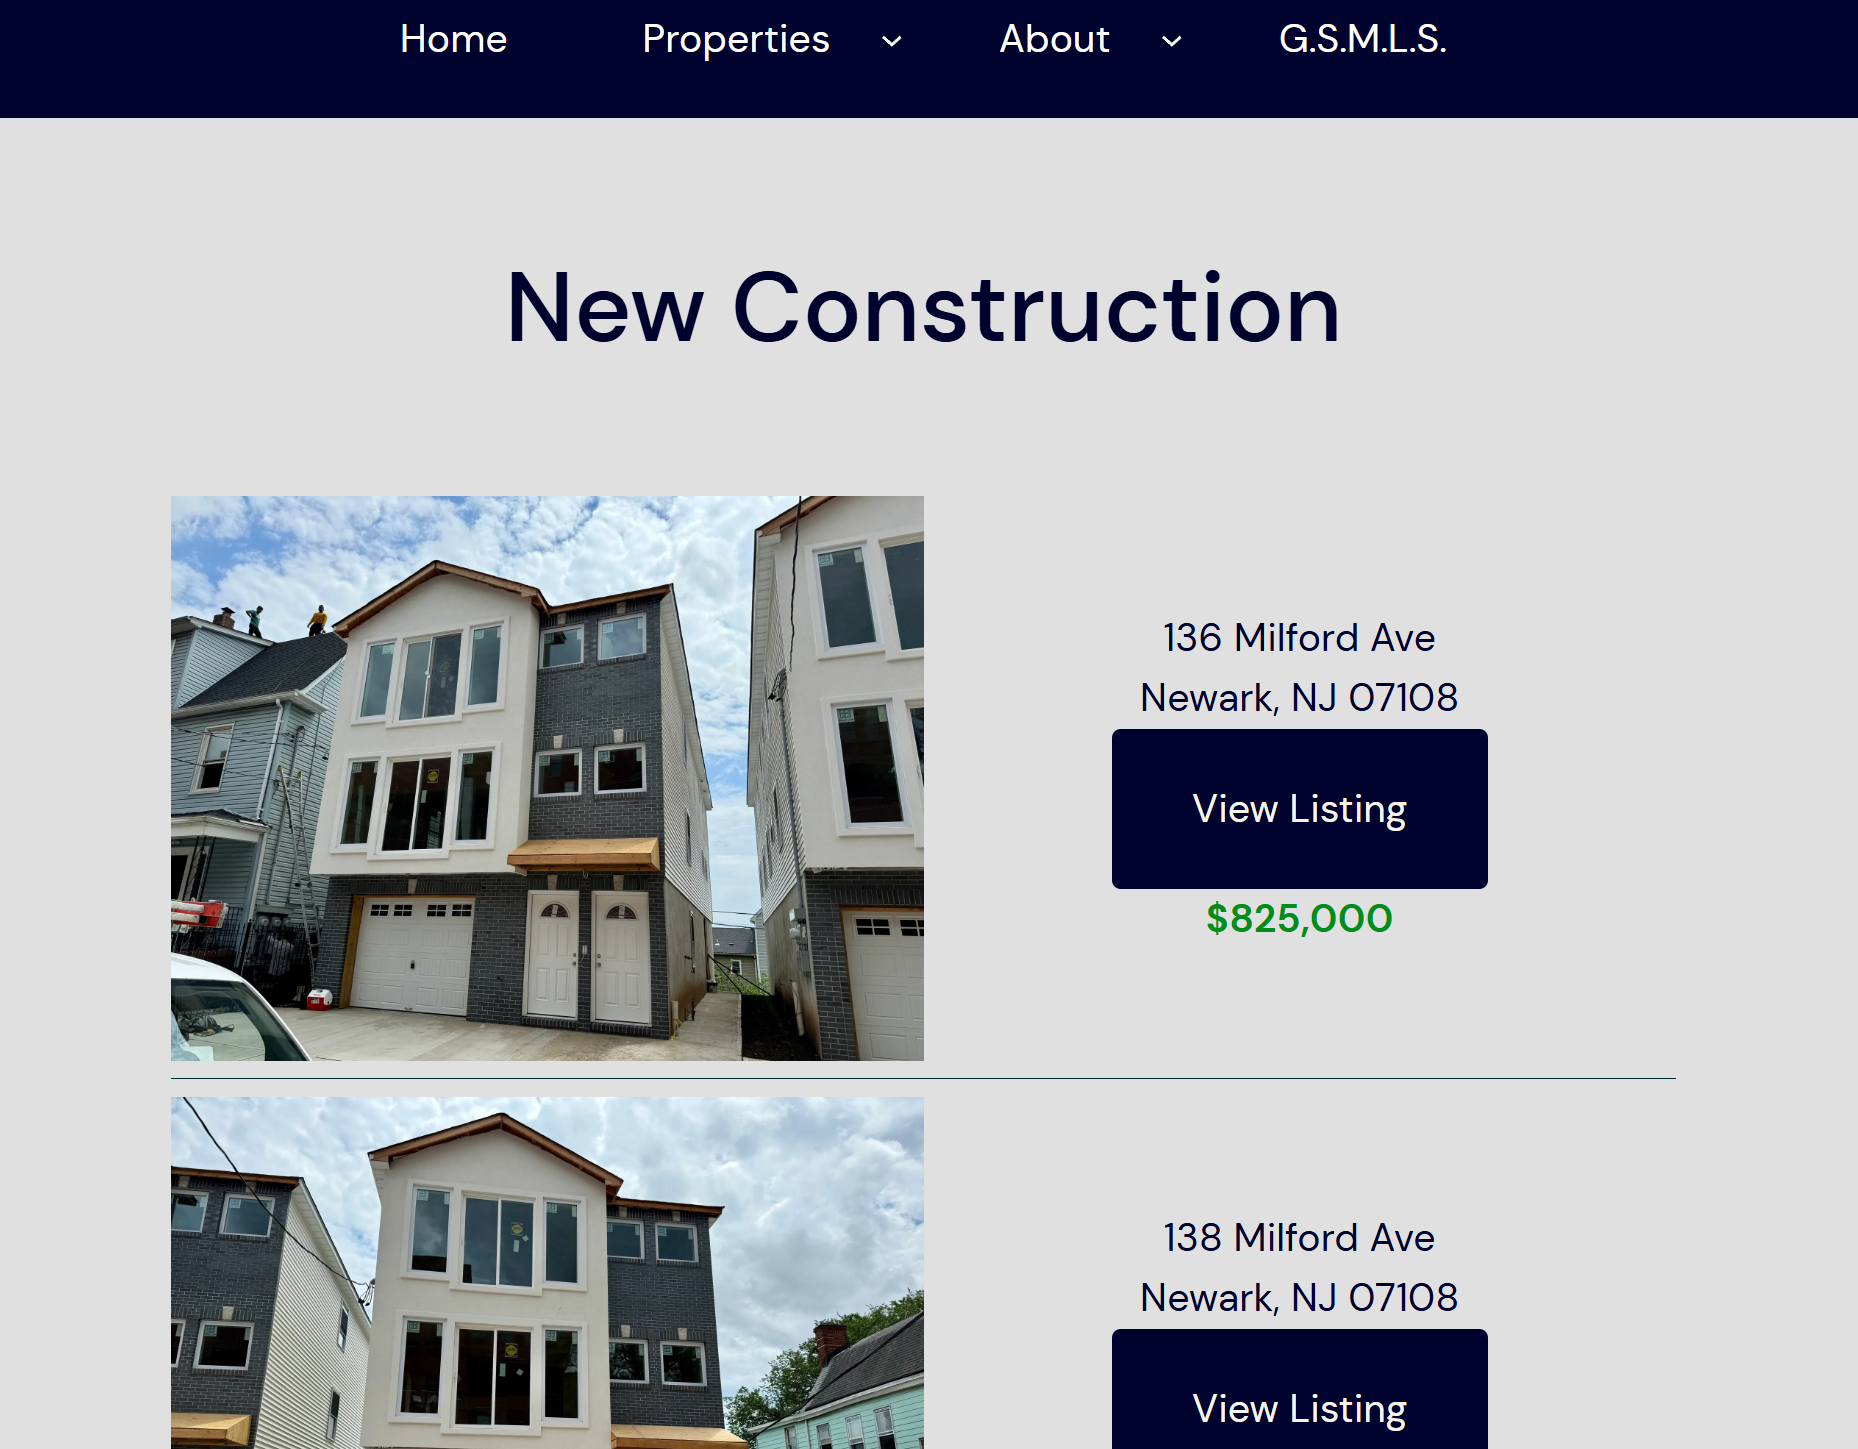 Home Properties About G.S.M.L.S.
New Construction
136 Milford Ave
Newark, NJ 07108
View Listing
$825,000
138 Milford Ave
Newark, NJ 07108
View Listing